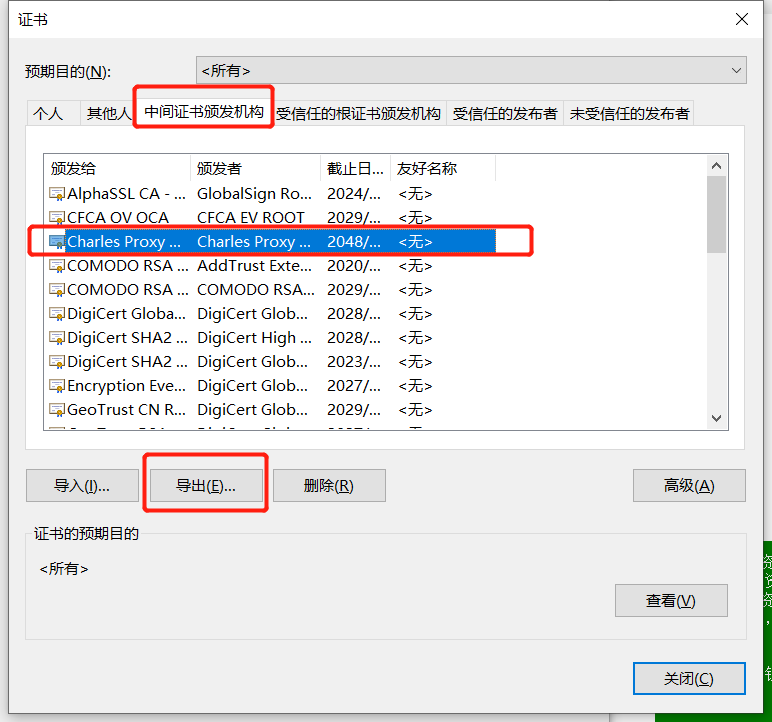 证书
预期目的(N): <所有>
个人 其他人 中间证书颁发机构 受信任的根证书颁发机构 受信任的发布者 未受信任的发布者
颁发给 颁发者 截止日... 友好名称
AlphaSSL CA - ... GlobalSign Ro... 2024/... <无>
CFCA OV OCA CFCA EV ROOT 2029/... <无>
Charles Proxy ... Charles Proxy ... 2048/... <无>
COMODO RSA ... AddTrust Exte... 2020/... <无>
COMODO RSA ... COMODO RSA... 2029/... <无>
DigiCert Globa... DigiCert Glob... 2028/... <无>
DigiCert SHA2 ... DigiCert High ... 2028/... <无>
DigiCert SHA2 ... DigiCert Glob... 2023/... <无>
Encryption Eve... DigiCert Glob... 2027/... <无>
GeoTrust CN R... DigiCert Glob... 2029/... <无>
导入(I)... 导出(E)... 删除(R) 高级(A)
证书的预期目的
<所有>
查看(V)
关闭(C)